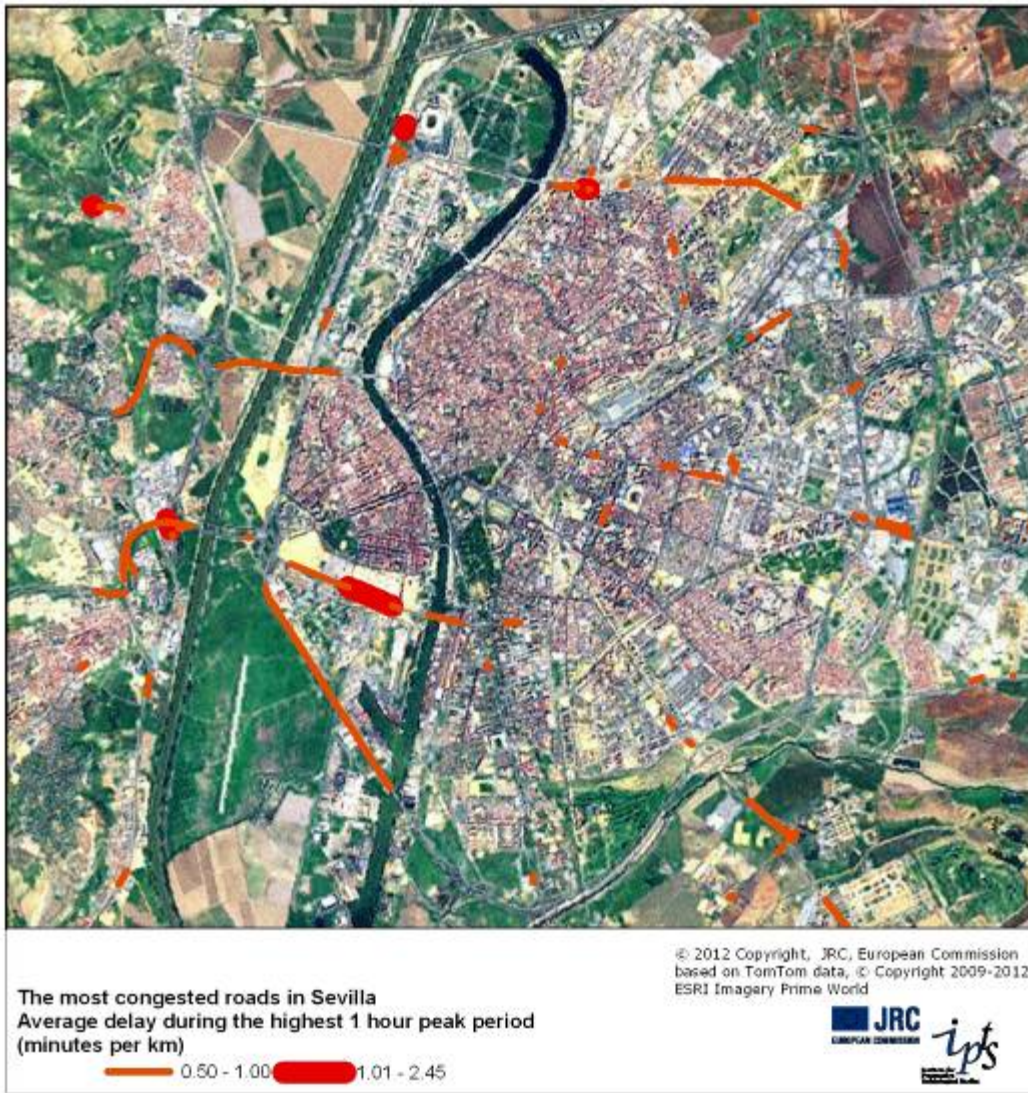 © 2012 Copyright, JRC, European Commission
based on TomTom data, © Copyright 2009-2012
ESRI Imagery Prime World
The most congested roads in Sevilla
Average delay during the highest 1 hour peak period
(minutes per km)
0.50 - 1.00 1.01 - 2.45
JRC
EUROPEAN COMMISSION
ipts